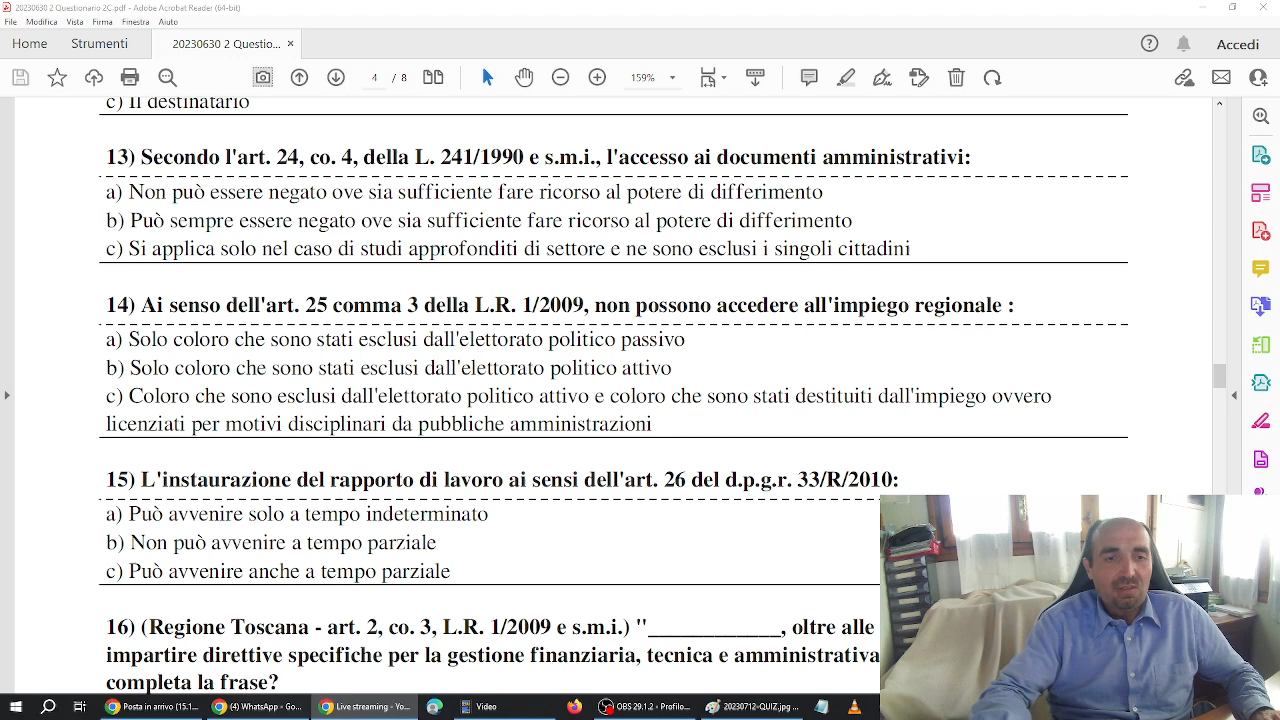 20230630 2 Questionario 2C.pdf - Adobe Acrobat Reader (64-bit)
File Modifica Vista Firma Finestra Aiuto
Home Strumenti 20230630 2 Questio... × Accedi
4 / 8 159%
c) Il destinatario
13) Secondo l'art. 24, co. 4, della L. 241/1990 e s.m.i., l'accesso ai documenti amministrativi:
a) Non può essere negato ove sia sufficiente fare ricorso al potere di differimento
b) Può sempre essere negato ove sia sufficiente fare ricorso al potere di differimento
c) Si applica solo nel caso di studi approfonditi di settore e ne sono esclusi i singoli cittadini
14) Ai senso dell'art. 25 comma 3 della L.R. 1/2009, non possono accedere all'impiego regionale :
a) Solo coloro che sono stati esclusi dall'elettorato politico passivo
b) Solo coloro che sono stati esclusi dall'elettorato politico attivo
c) Coloro che sono esclusi dall'elettorato politico attivo e coloro che sono stati destituiti dall'impiego ovvero
licenziati per motivi disciplinari da pubbliche amministrazioni
15) L'instaurazione del rapporto di lavoro ai sensi dell'art. 26 del d.p.g.r. 33/R/2010:
a) Può avvenire solo a tempo indeterminato
b) Non può avvenire a tempo parziale
c) Può avvenire anche a tempo parziale
16) (Regione Toscana - art. 2, co. 3, L.R. 1/2009 e s.m.i.) "____________, oltre alle
impartire direttive specifiche per la gestione finanziaria, tecnica e amministrativa
completa la frase?
Posta in arrivo (15.1... (4) WhatsApp - Go... Live streaming - Yo... Video OBS 29.1.2 - Profilo... 20230712-QUIZ.jpg ...